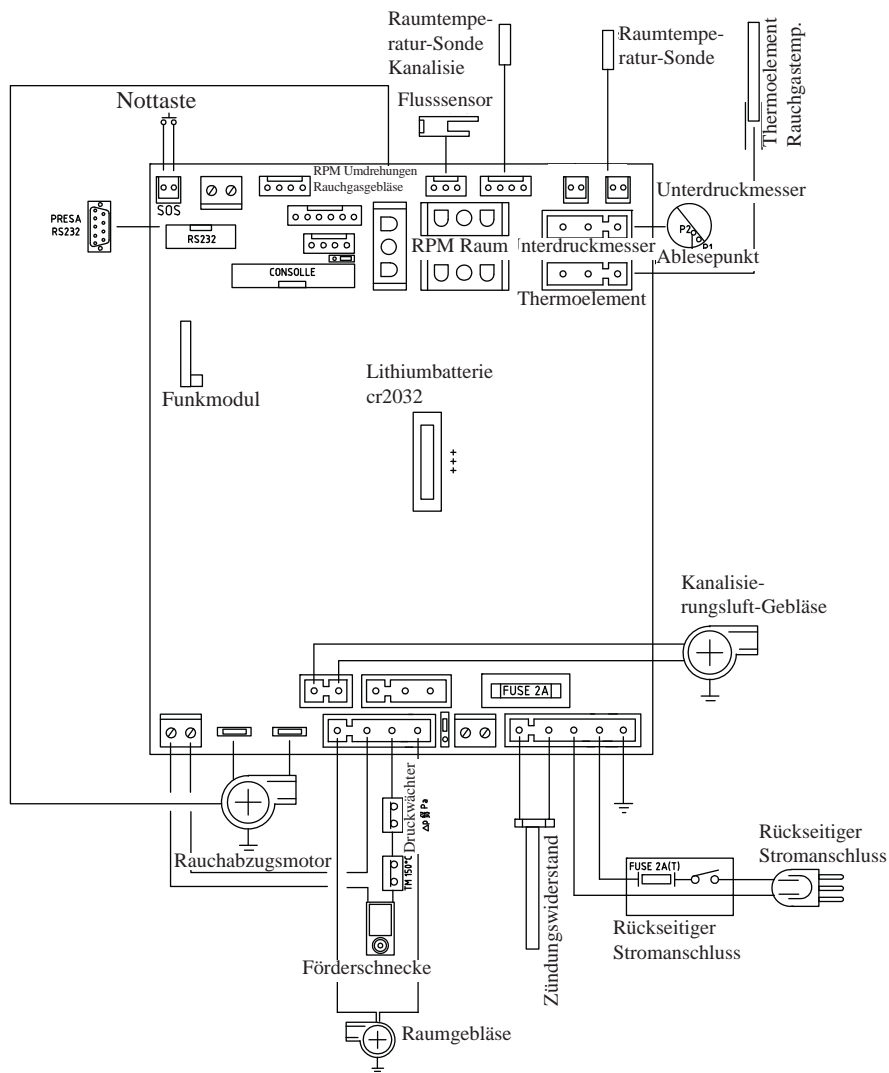 Raumtempe-
ratur-Sonde
Kanalisie
Raumtempe-
ratur-Sonde
Thermoelement
Rauchgastemp.
Nottaste
Flusssensor
RPM Umdrehungen
Rauchgasgebläse
SOS
PRESA
RS232
RS232
CONSOLLE
RPM Raum
Unterdruckmesser
Unterdruckmesser
P2
P1
Ablesepunkt
Thermoelement
Funkmodul
Lithiumbatterie
cr2032
+++
Kanalisie-
rungsluft-Gebläse
FUSE 2A
Rauchabzugsmotor
Druckwächter
TM 150°C
Förderschnecke
Raumgebläse
Zündungswiderstand
FUSE 2A(T)
Rückseitiger
Stromanschluss
Rückseitiger
Stromanschluss